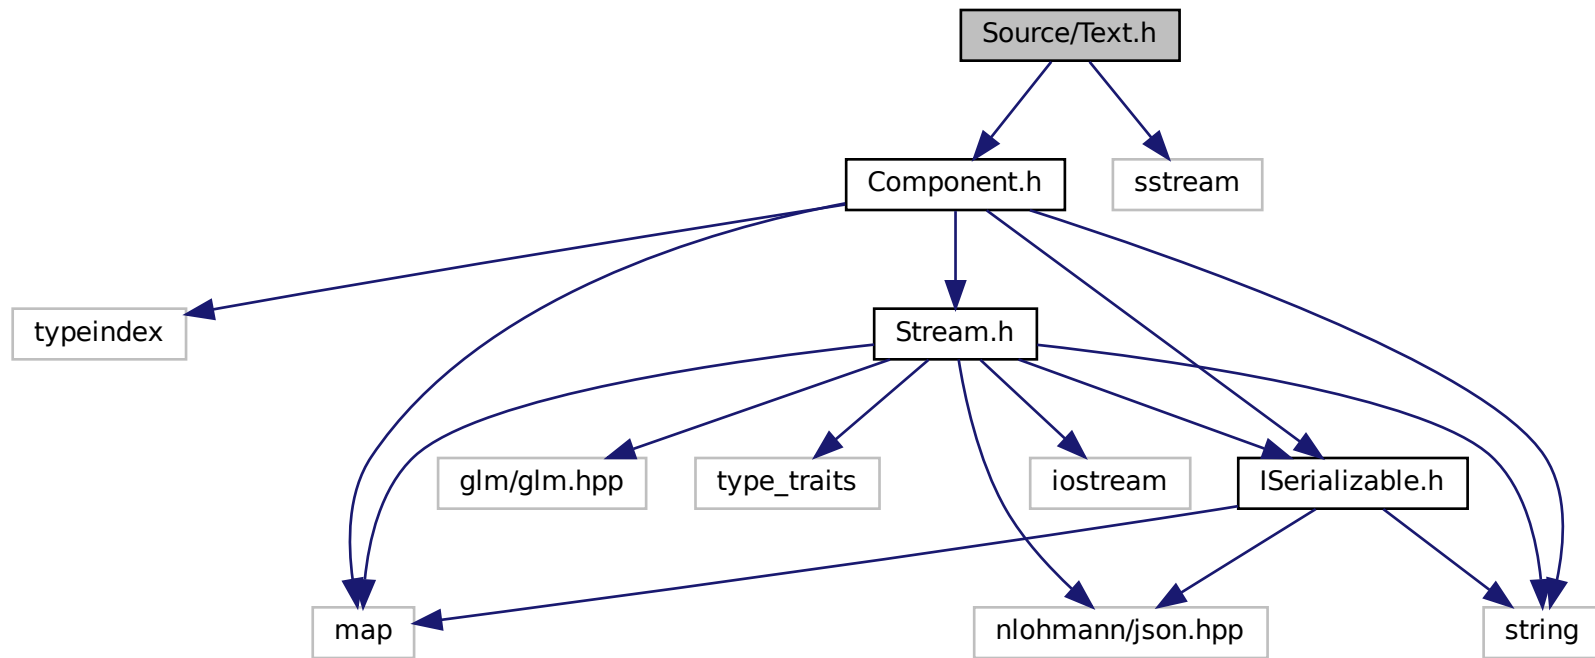 Source/Text.h
Component.h
sstream
typeindex
Stream.h
glm/glm.hpp
type_traits
iostream
ISerializable.h
map
nlohmann/json.hpp
string